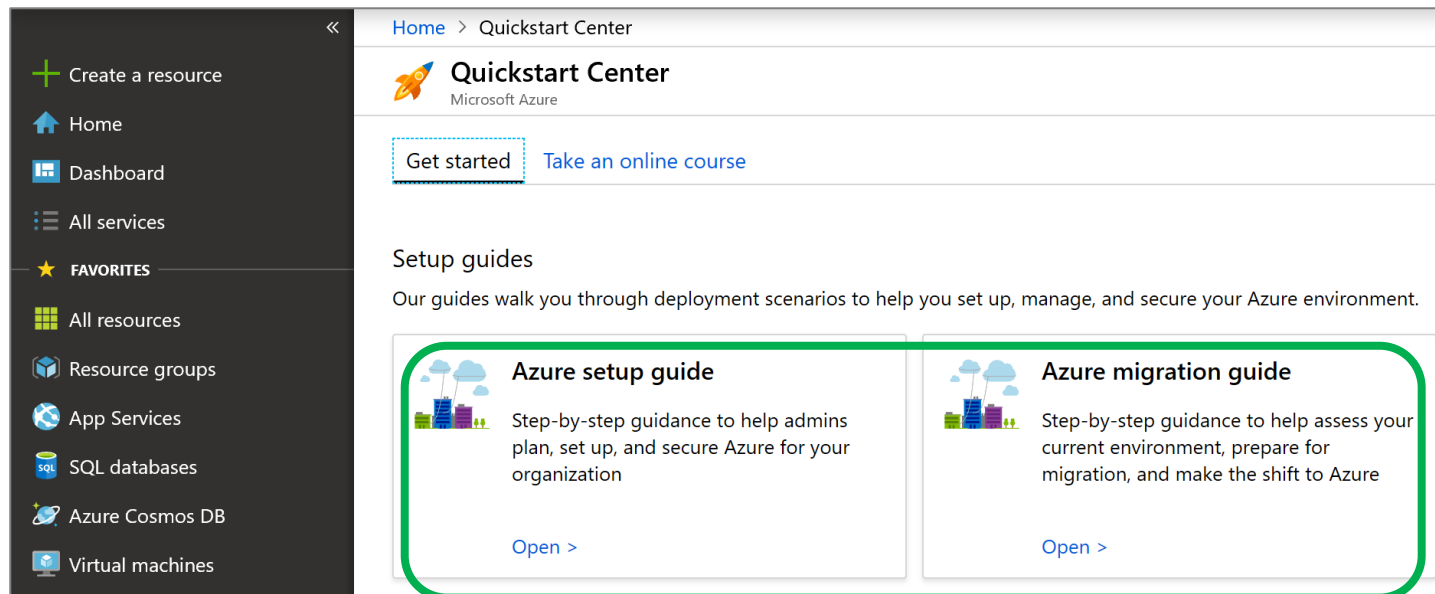 «
Create a resource
Home
Dashboard
All services
FAVORITES
All resources
Resource groups
App Services
SQL
SQL databases
Azure Cosmos DB
Virtual machines
Home > Quickstart Center
Quickstart Center
Microsoft Azure
Get started
Take an online course
Setup guides
Our guides walk you through deployment scenarios to help you set up, manage, and secure your Azure environment.
Azure setup guide
Step-by-step guidance to help admins
plan, set up, and secure Azure for your
organization
Open >
Azure migration guide
Step-by-step guidance to help assess your
current environment, prepare for
migration, and make the shift to Azure
Open >